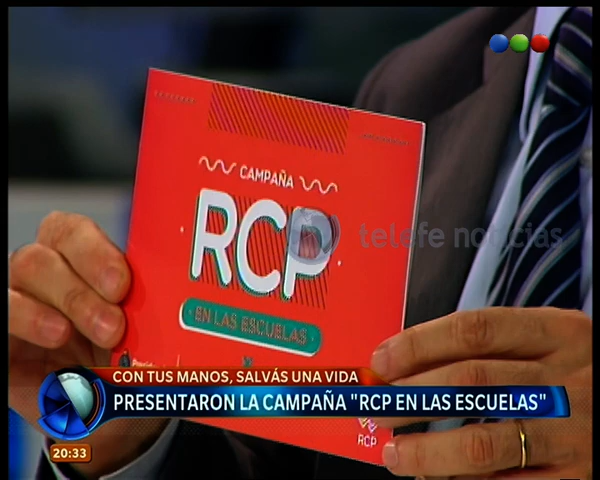 CAMPAÑA
RCP
EN LAS ESCUELAS
telefe noticias
CON TUS MANOS, SALVÁS UNA VIDA
PRESENTARON LA CAMPAÑA "RCP EN LAS ESCUELAS"
RCP
20:33